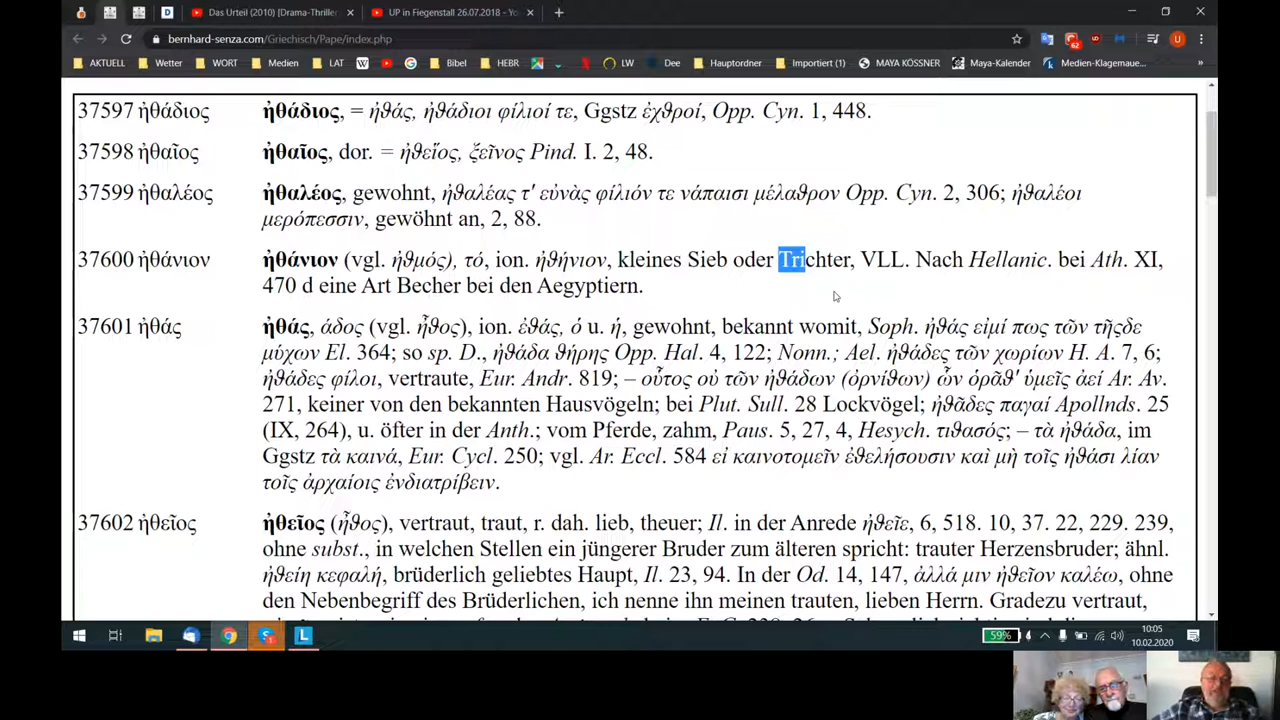 Das Urteil (2010) [Drama-Thriller
UP in Fiegenstall 26.07.2018 - Yo
bernhard-senza.com/Griechisch/Pape/index.php
AKTUELL Wetter WORT Medien LAT Bibel HEBR LW Dee Hauptordner Importiert (1) MAYA KÖSSNER Maya-Kalender Medien-Klagemaue...
37597 ἠθάδιος ἠθάδιος, = ἠθάς, ἠθάδιοι φίλιοί τε, Ggstz ἐχθροί, Opp. Cyn. 1, 448.
37598 ἠθαῖος ἠθαῖος, dor. = ἠθεῖος, ξεῖνος Pind. I. 2, 48.
37599 ἠθαλέος ἠθαλέος, gewohnt, ἠθαλέας τ' εὐνὰς φίλιόν τε νάπαισι μέλαθρον Opp. Cyn. 2, 306; ἠθαλέοι
μερόπεσσιν, gewöhnt an, 2, 88.
37600 ἠθάνιον ἠθάνιον (vgl. ἠθμός), τό, ion. ἠθήνιον, kleines Sieb oder Trichter, VLL. Nach Hellanic. bei Ath. XI,
470 d eine Art Becher bei den Aegyptiern.
37601 ἠθάς ἠθάς, άδος (vgl. ἦθος), ion. ἐθάς, ὁ u. ἡ, gewohnt, bekannt womit, Soph. ἠθάς εἰμί πως τῶν τῆςδε
μύχων El. 364; so sp. D., ἠθάδα θήρης Opp. Hal. 4, 122; Nonn.; Ael. ἠθάδες τῶν χωρίων H. A. 7, 6;
ἠθάδες φίλοι, vertraute, Eur. Andr. 819; – οὗτος οὐ τῶν ἠθάδων (ὀρνίθων) ὧν ὁρᾶθ' ὑμεῖς ἀεί Ar. Av.
271, keiner von den bekannten Hausvögeln; bei Plut. Sull. 28 Lockvögel; ἠθᾶδες παγαί Apollnds. 25
(IX, 264), u. öfter in der Anth.; vom Pferde, zahm, Paus. 5, 27, 4, Hesych. τιθασός; – τὰ ἠθάδα, im
Ggstz τὰ καινά, Eur. Cycl. 250; vgl. Ar. Eccl. 584 εἰ καινοτομεῖν ἐθελήσουσιν καὶ μὴ τοῖς ἠθάσι λίαν
τοῖς ἀρχαίοις ἐνδιατρίβειν.
37602 ἠθεῖος ἠθεῖος (ἦθος), vertraut, traut, r. dah. lieb, theuer; Il. in der Anrede ἠθεῖε, 6, 518. 10, 37. 22, 229. 239,
ohne subst., in welchen Stellen ein jüngerer Bruder zum älteren spricht: trauter Herzensbruder; ähnl.
ἠθείη κεφαλή, brüderlich geliebtes Haupt, Il. 23, 94. In der Od. 14, 147, ἀλλά μιν ἠθεῖον καλέω, ohne
den Nebenbegriff des Brüderlichen, ich nenne ihn meinen trauten, lieben Herrn. Gradezu vertraut,
59%
10:05
10.02.2020